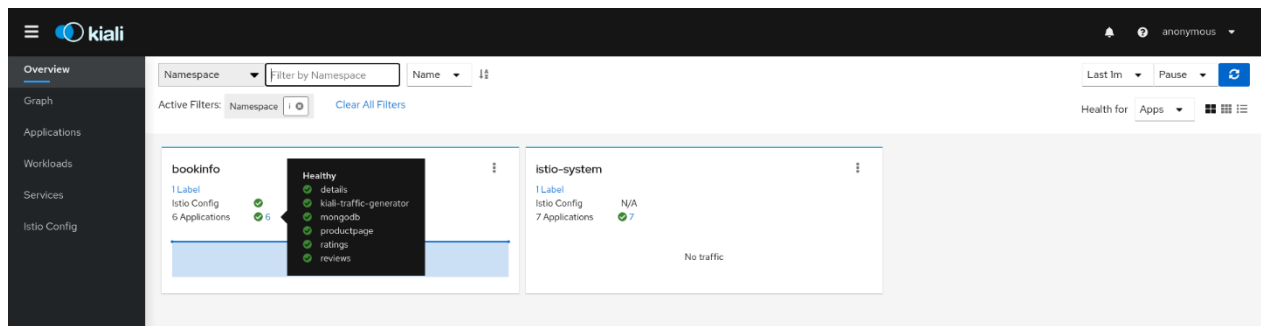 kiali
anonymous
Overview
Graph
Applications
Workloads
Services
Istio Config
Namespace Filter by Namespace Name
Last 1m Pause
Active Filters: Namespace i Clear All Filters
Health for Apps
bookinfo
1 Label
Istio Config
6 Applications 6
Healthy
details
kiali-traffic-generator
mongodb
productpage
ratings
reviews
istio-system
1 Label
Istio Config N/A
7 Applications 7
No traffic